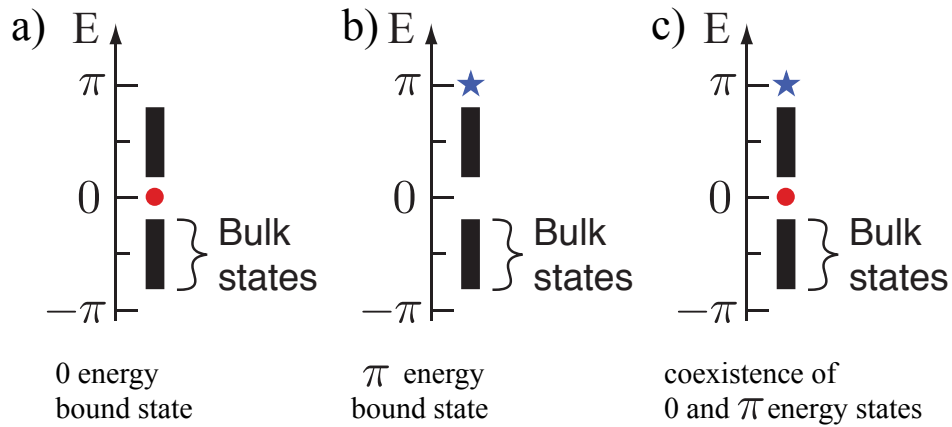 a) E
π
0
−π
Bulk
states
0 energy
bound state
b) E
π
0
−π
Bulk
states
π energy
bound state
c) E
π
0
−π
Bulk
states
coexistence of
0 and π energy states